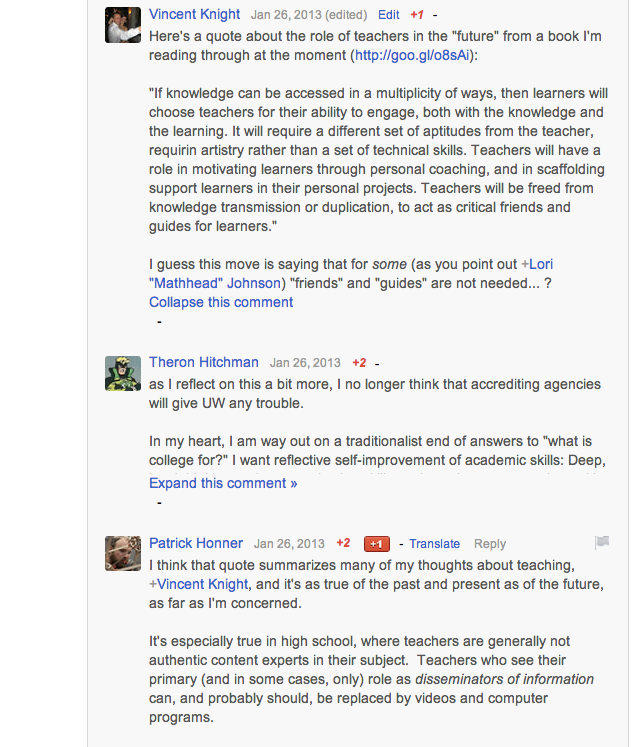 Vincent Knight Jan 26, 2013 (edited) Edit +1 -
Here's a quote about the role of teachers in the "future" from a book I'm
reading through at the moment (http://goo.gl/o8sAi):
"If knowledge can be accessed in a multiplicity of ways, then learners will
choose teachers for their ability to engage, both with the knowledge and
the learning. It will require a different set of aptitudes from the teacher,
requirin artistry rather than a set of technical skills. Teachers will have a
role in motivating learners through personal coaching, and in scaffolding
support learners in their personal projects. Teachers will be freed from
knowledge transmission or duplication, to act as critical friends and
guides for learners."
I guess this move is saying that for some (as you point out +Lori
"Mathhead" Johnson) "friends" and "guides" are not needed... ?
Collapse this comment
-
Theron Hitchman Jan 26, 2013 +2 -
as I reflect on this a bit more, I no longer think that accrediting agencies
will give UW any trouble.
In my heart, I am way out on a traditionalist end of answers to "what is
college for?" I want reflective self-improvement of academic skills: Deep,
Expand this comment »
-
Patrick Honner Jan 26, 2013 +2 +1 - Translate Reply
I think that quote summarizes many of my thoughts about teaching,
+Vincent Knight, and it's as true of the past and present as of the future,
as far as I'm concerned.
It's especially true in high school, where teachers are generally not
authentic content experts in their subject. Teachers who see their
primary (and in some cases, only) role as disseminators of information
can, and probably should, be replaced by videos and computer
programs.